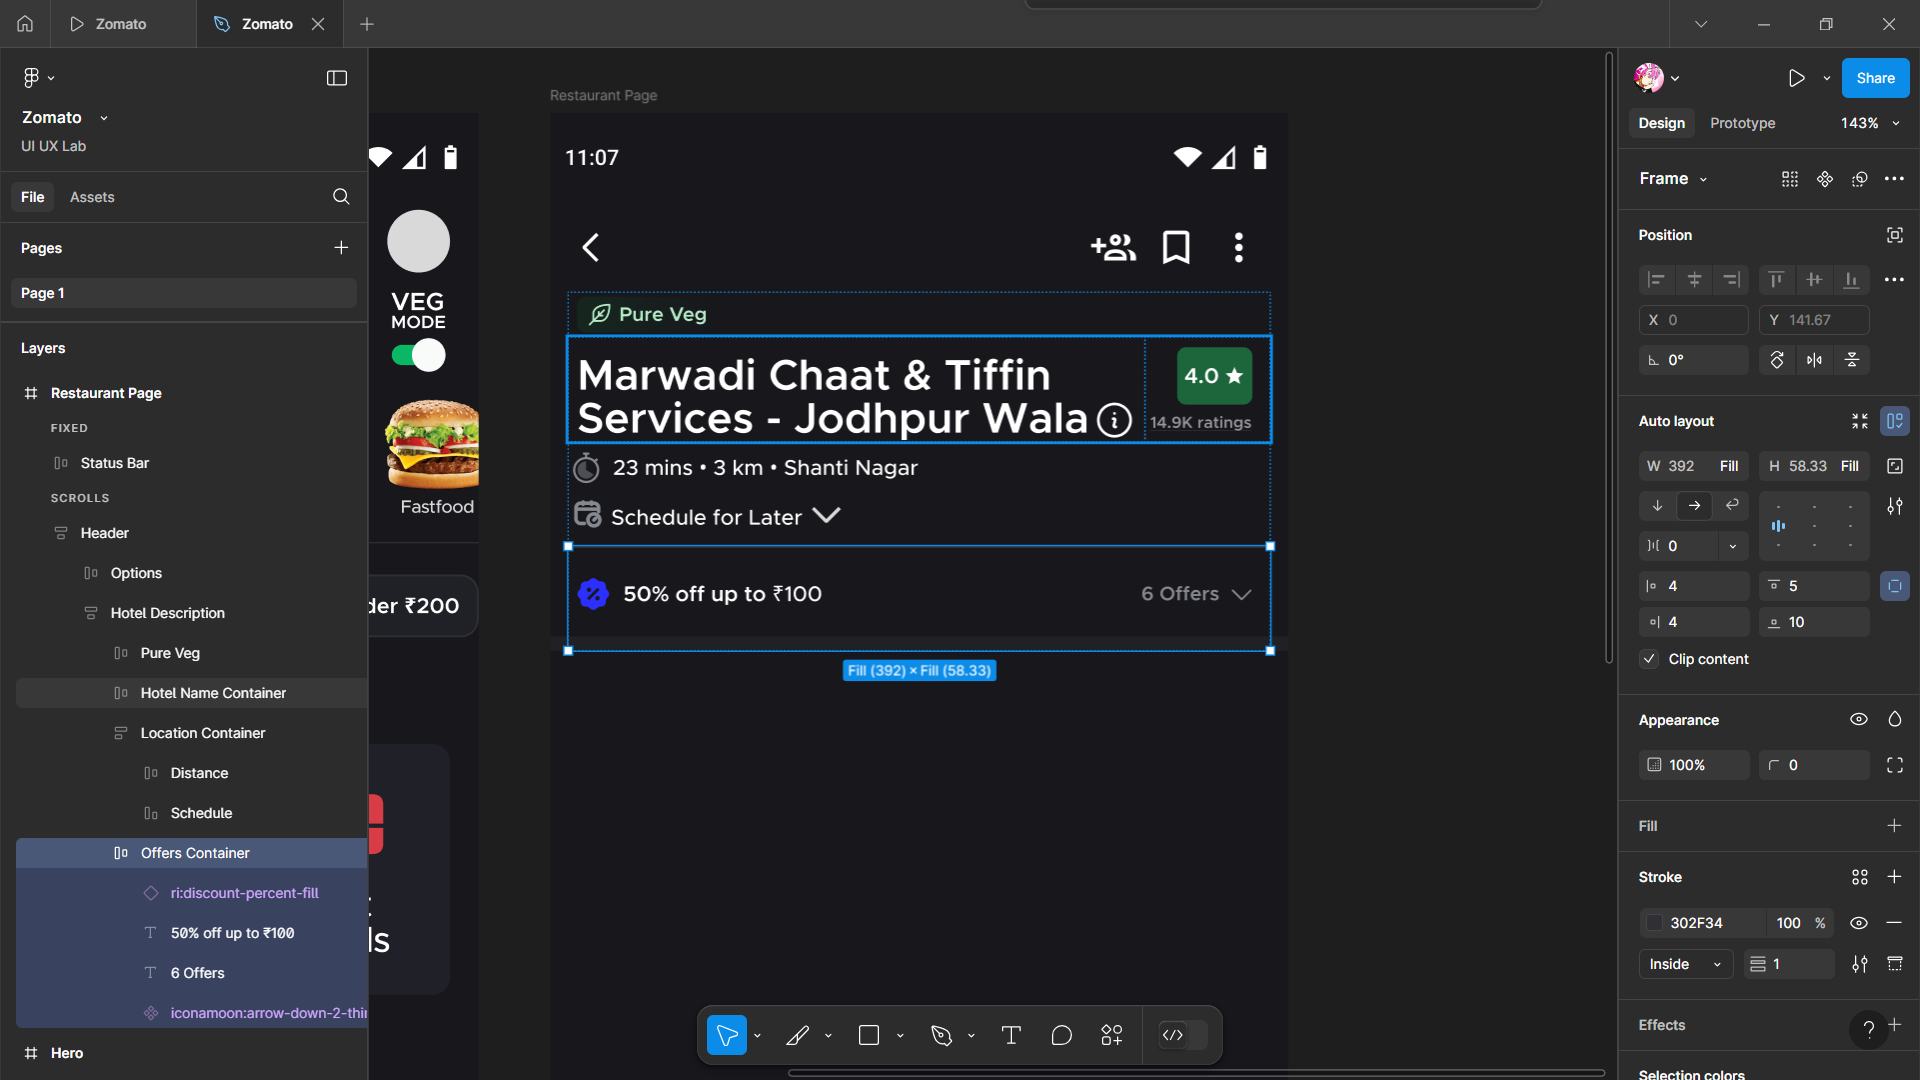 Zomato
Zomato
Zomato
UI UX Lab
File
Assets
Pages
Page 1
Layers
Restaurant Page
FIXED
Status Bar
SCROLLS
Header
Options
Hotel Description
Pure Veg
Hotel Name Container
Location Container
Distance
Schedule
Offers Container
ri:discount-percent-fill
50% off up to ₹100
6 Offers
iconamoon:arrow-down-2-thi
Hero
VEG
MODE
Fastfood
der ₹200
ls
Restaurant Page
11:07
Pure Veg
Marwadi Chaat & Tiffin
Services - Jodhpur Wala
4.0
14.9K ratings
23 mins • 3 km • Shanti Nagar
Schedule for Later
50% off up to ₹100
6 Offers
Fill (392) × Fill (58.33)
Share
Design
Prototype
143%
Frame
Position
X 0
Y 141.67
0°
Auto layout
W 392 Fill
H 58.33 Fill
0
4
5
4
10
Clip content
Appearance
100%
0
Fill
Stroke
302F34
100 %
Inside
1
Effects
?
Selection colors